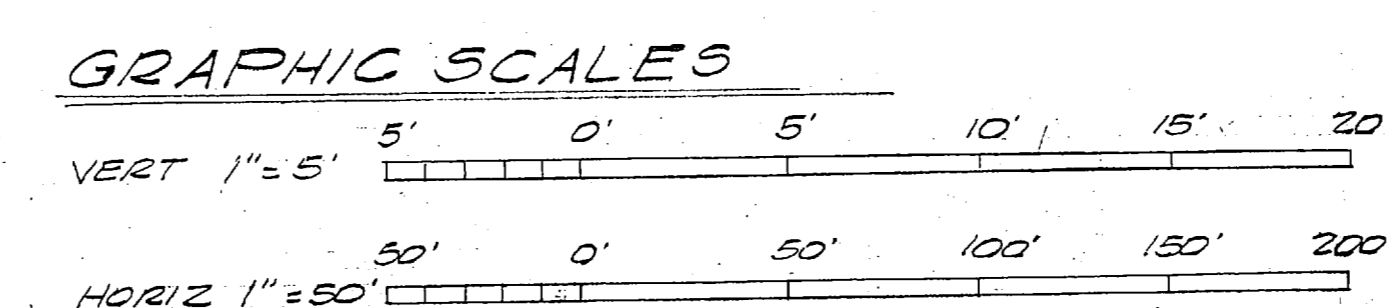 GRAPHIC SCALES
5' 0' 5' 10' 15' 20
VERT 1"=5'
50' 0' 50' 100' 150' 200
HORIZ 1"=50'